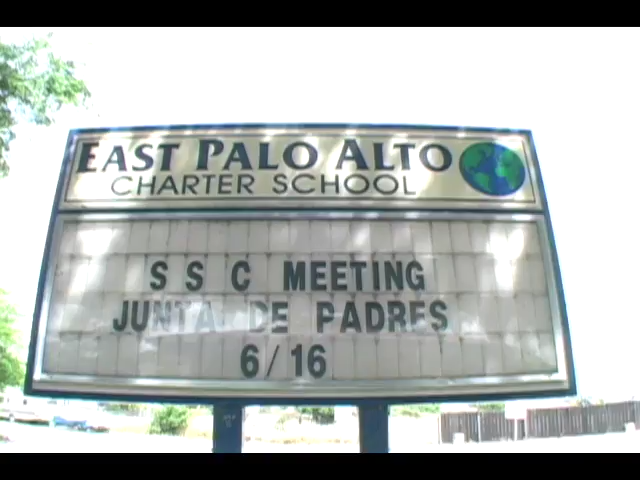 EAST PALO ALTO
CHARTER SCHOOL
S S C MEETING
JUNTA DE PADRES
6/16